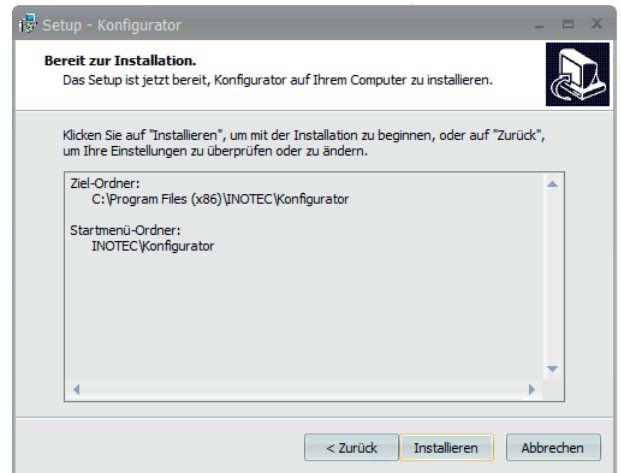 Setup - Konfigurator
Bereit zur Installation.
Das Setup ist jetzt bereit, Konfigurator auf Ihrem Computer zu installieren.
Klicken Sie auf "Installieren", um mit der Installation zu beginnen, oder auf "Zurück",
um Ihre Einstellungen zu überprüfen oder zu ändern.
Ziel-Ordner:
C:\Program Files (x86)\INOTEC\Konfigurator
Startmenü-Ordner:
INOTEC\Konfigurator
< Zurück Installieren Abbrechen